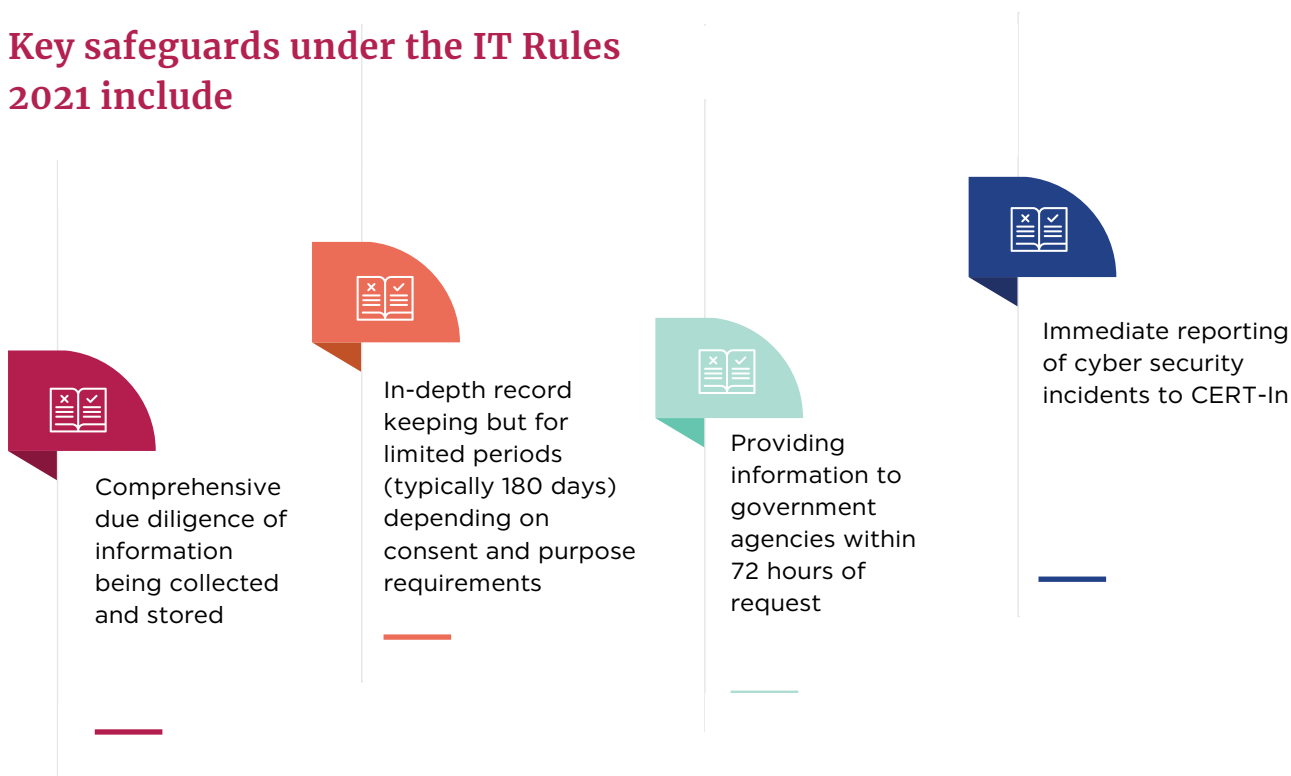 Key safeguards under the IT Rules
2021 include
Comprehensive
due diligence of
information
being collected
and stored
In-depth record
keeping but for
limited periods
(typically 180 days)
depending on
consent and purpose
requirements
Providing
information to
government
agencies within
72 hours of
request
Immediate reporting
of cyber security
incidents to CERT-In